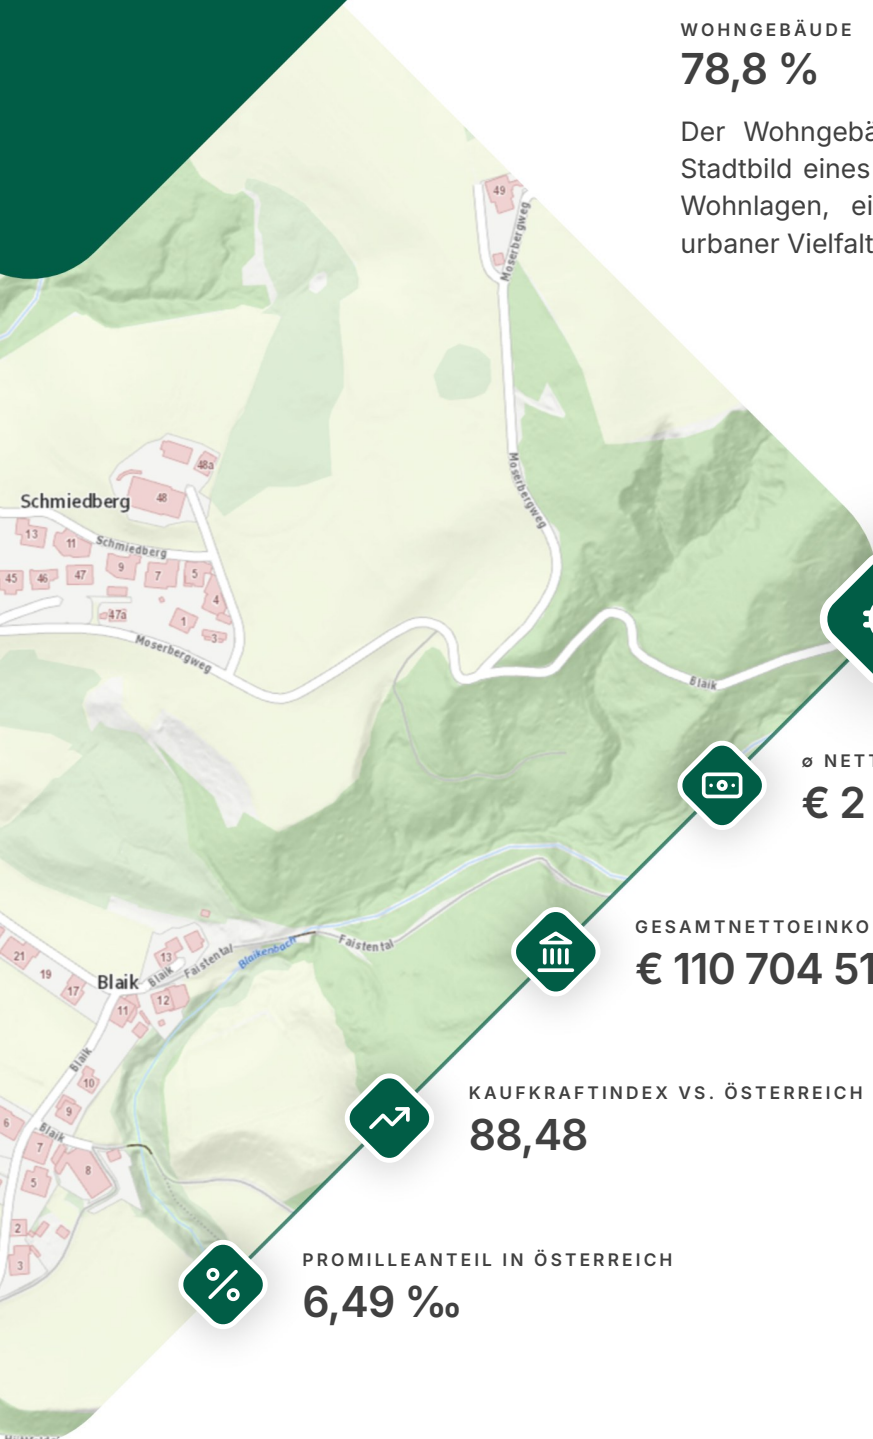 WOHNGEBÄUDE
78,8 %
Der Wohngebä
Stadtbild eines
Wohnlagen, ei
urbaner Vielfalt
49
Moserbergweg
Moserbergweg
48a
Schmiedberg
48
13
11
Schmiedberg
45
46
47
9
7
5
4
47a
1
3
Moserbergweg
Blaik
Ø NETT
€ 2
GESAMTNETTOEINKO
€ 110 704 51
21
19
17
Blaik
13
Blaik
Faistental
Blaikenbach
Faistental
12
11
Blaik
10
9
6
Blaik
7
8
5
2
3
KAUFKRAFTINDEX VS. ÖSTERREICH
88,48
%
PROMILLEANTEIL IN ÖSTERREICH
6,49 ‰